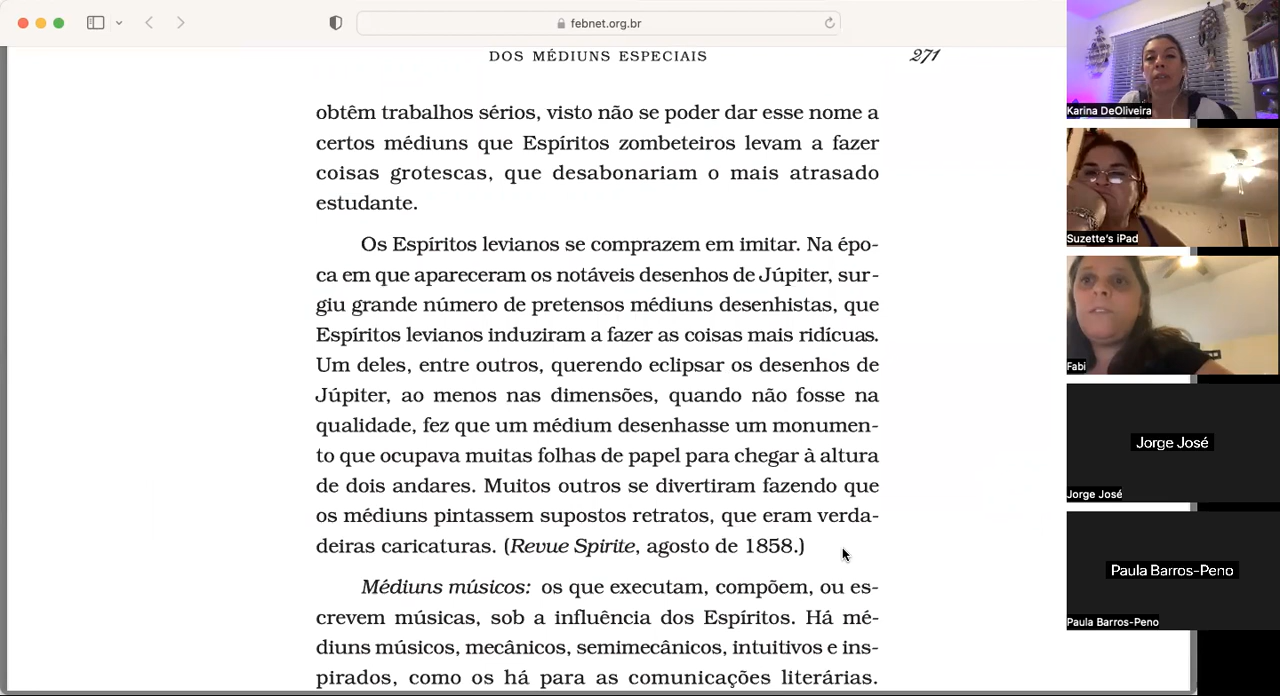 febnet.org.br
DOS MÉDIUNS ESPECIAIS
271
obtêm trabalhos sérios, visto não se poder dar esse nome a
certos médiuns que Espíritos zombeteiros levam a fazer
coisas grotescas, que desabonariam o mais atrasado
estudante.
Os Espíritos levianos se comprazem em imitar. Na épo-
ca em que apareceram os notáveis desenhos de Júpiter, sur-
giu grande número de pretensos médiuns desenhistas, que
Espíritos levianos induziram a fazer as coisas mais ridícuas.
Um deles, entre outros, querendo eclipsar os desenhos de
Júpiter, ao menos nas dimensões, quando não fosse na
qualidade, fez que um médium desenhasse um monumen-
to que ocupava muitas folhas de papel para chegar à altura
de dois andares. Muitos outros se divertiram fazendo que
os médiuns pintassem supostos retratos, que eram verda-
deiras caricaturas. (Revue Spirite, agosto de 1858.)
Médiuns músicos: os que executam, compõem, ou es-
crevem músicas, sob a influência dos Espíritos. Há mé-
diuns músicos, mecânicos, semimecânicos, intuitivos e ins-
pirados, como os há para as comunicações literárias.
Karina DeOliveira
Suzette's iPad
Fabi
Jorge José
Jorge José
Paula Barros-Peno
Paula Barros-Peno